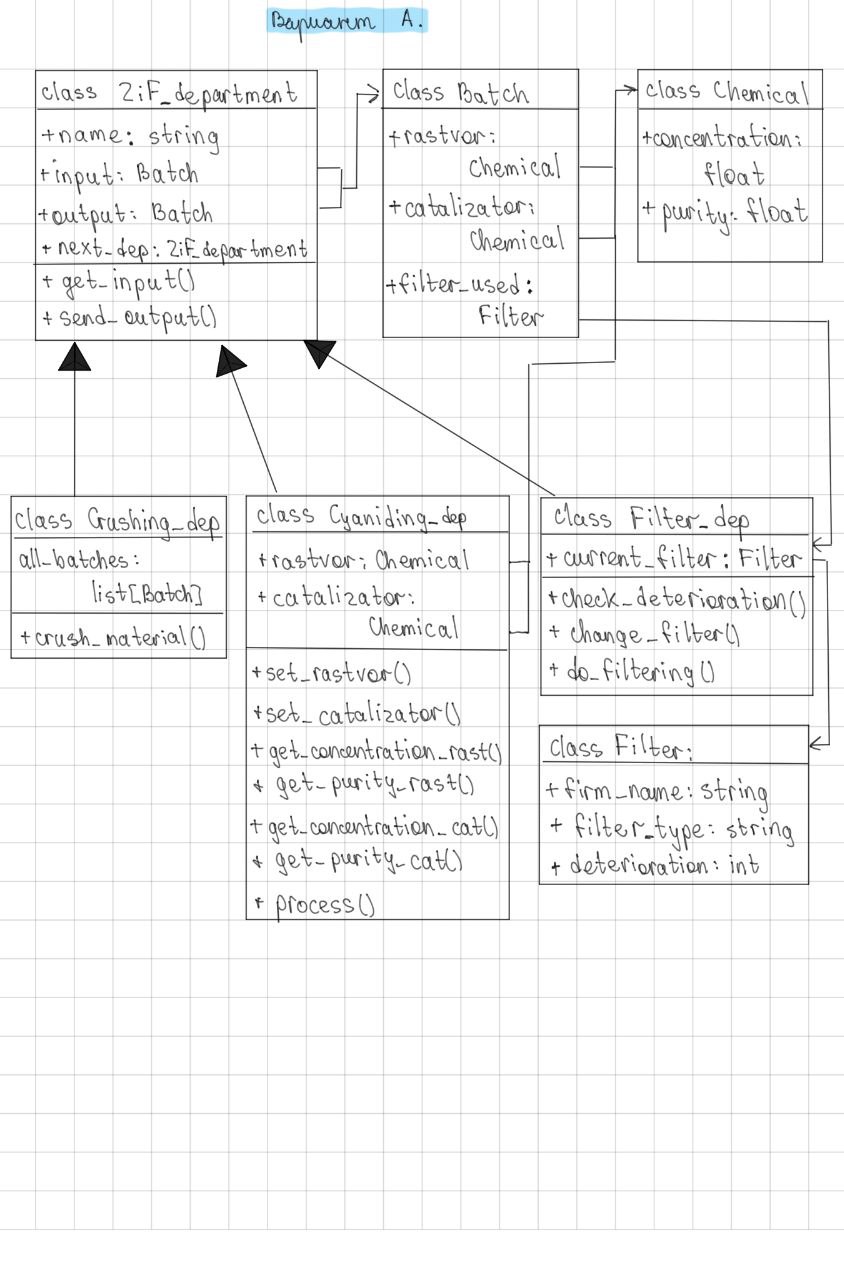 Вариант А.
class ZiF_department
+name: string
+input: Batch
+output: Batch
+ next_dep: ZiF_department
+ get_input()
+ send_output()
class Batch
+rastvor:
Chemical
+catalizator:
Chemical
+filter_used:
Filter
class Chemical
+concentration:
float
+ purity: float
class Crushing_dep
all_batches:
list[Batch]
+crush_material()
class Cyaniding_dep
+rastvor: Chemical
+ catalizator:
Chemical
+set_rastvor()
+set_catalizator()
+ get_concentration_rast()
+ get_purity_rast()
+ get_concentration_cat()
+ get_purity_cat()
+ process()
class Filter_dep
+ current_filter: Filter
+check_deterioration()
+ change_filter()
+ do_filtering()
class Filter:
+ firm_name: string
+ filter_type: string
+ deterioration: int